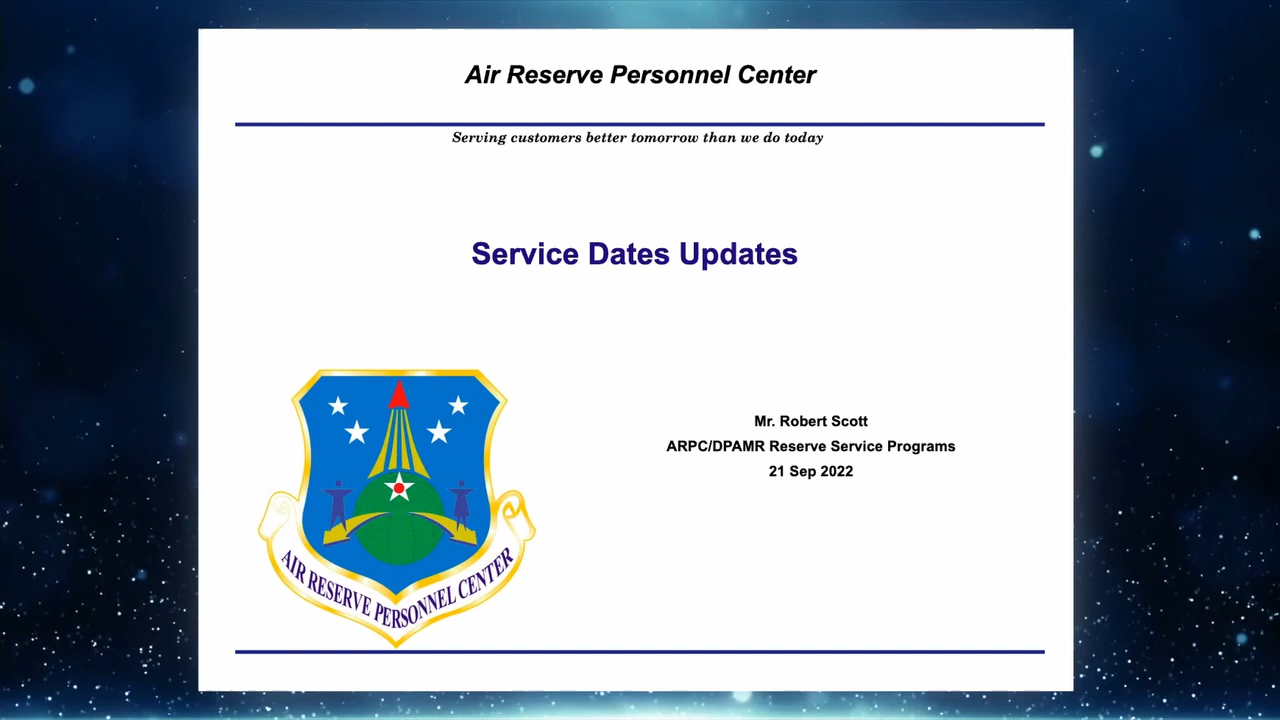 Air Reserve Personnel Center
Serving customers better tomorrow than we do today
Service Dates Updates
Mr. Robert Scott
ARPC/DPAMR Reserve Service Programs
21 Sep 2022
AIR RESERVE PERSONNEL CENTER